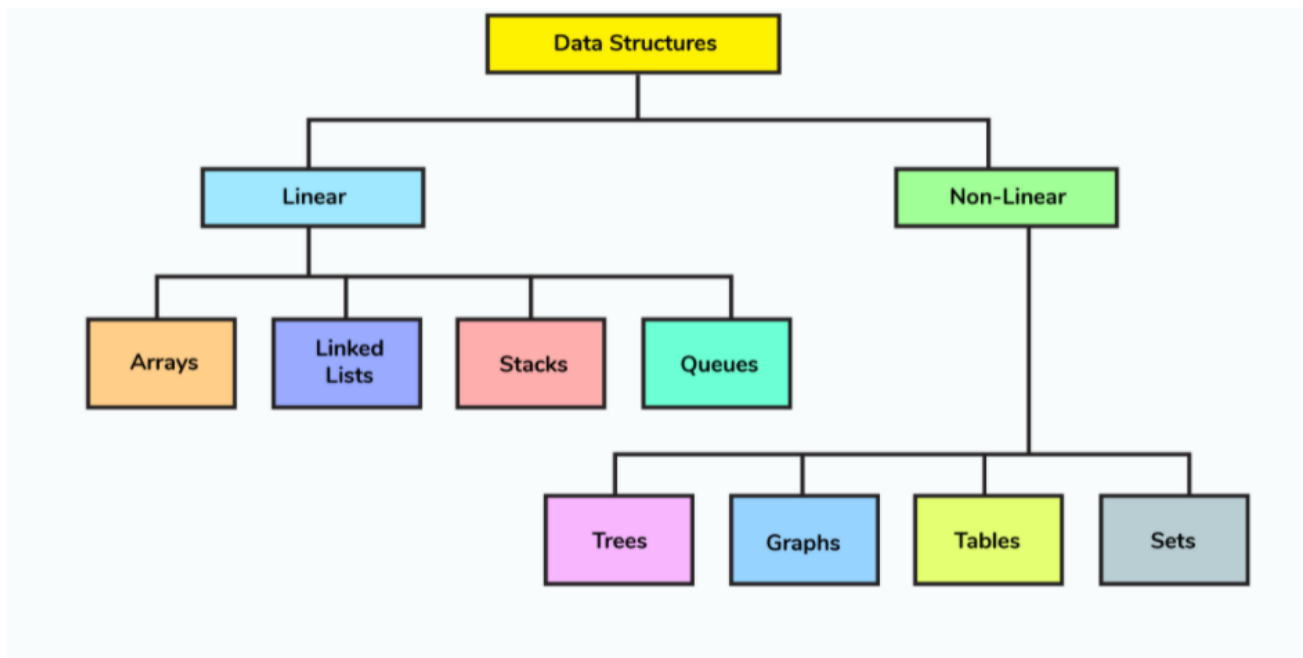 Data Structures
Linear
Non-Linear
Arrays
Linked
Lists
Stacks
Queues
Trees
Graphs
Tables
Sets